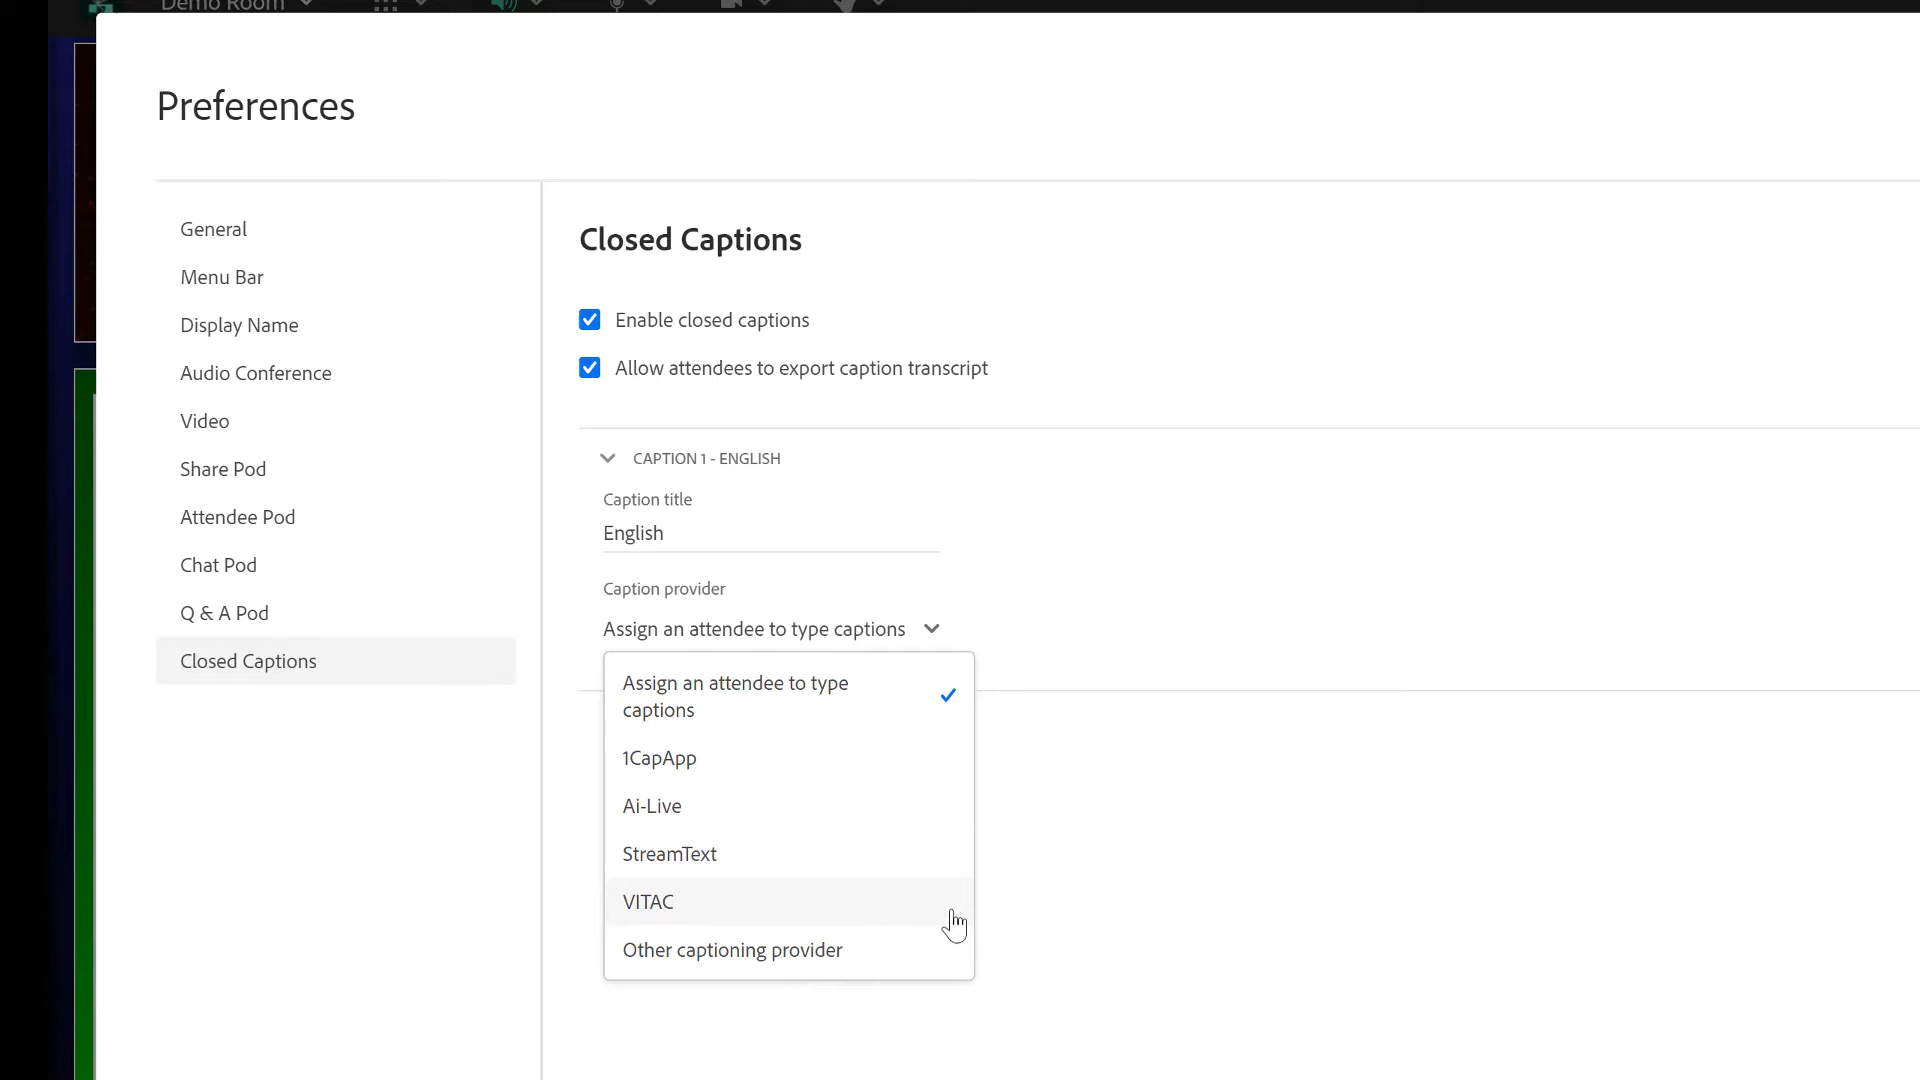 Demo Room
Preferences
General
Menu Bar
Display Name
Audio Conference
Video
Share Pod
Attendee Pod
Chat Pod
Q & A Pod
Closed Captions
Closed Captions
Enable closed captions
Allow attendees to export caption transcript
CAPTION 1 - ENGLISH
Caption title
English
Caption provider
Assign an attendee to type captions
Assign an attendee to type
captions
1CapApp
Ai-Live
StreamText
VITAC
Other captioning provider